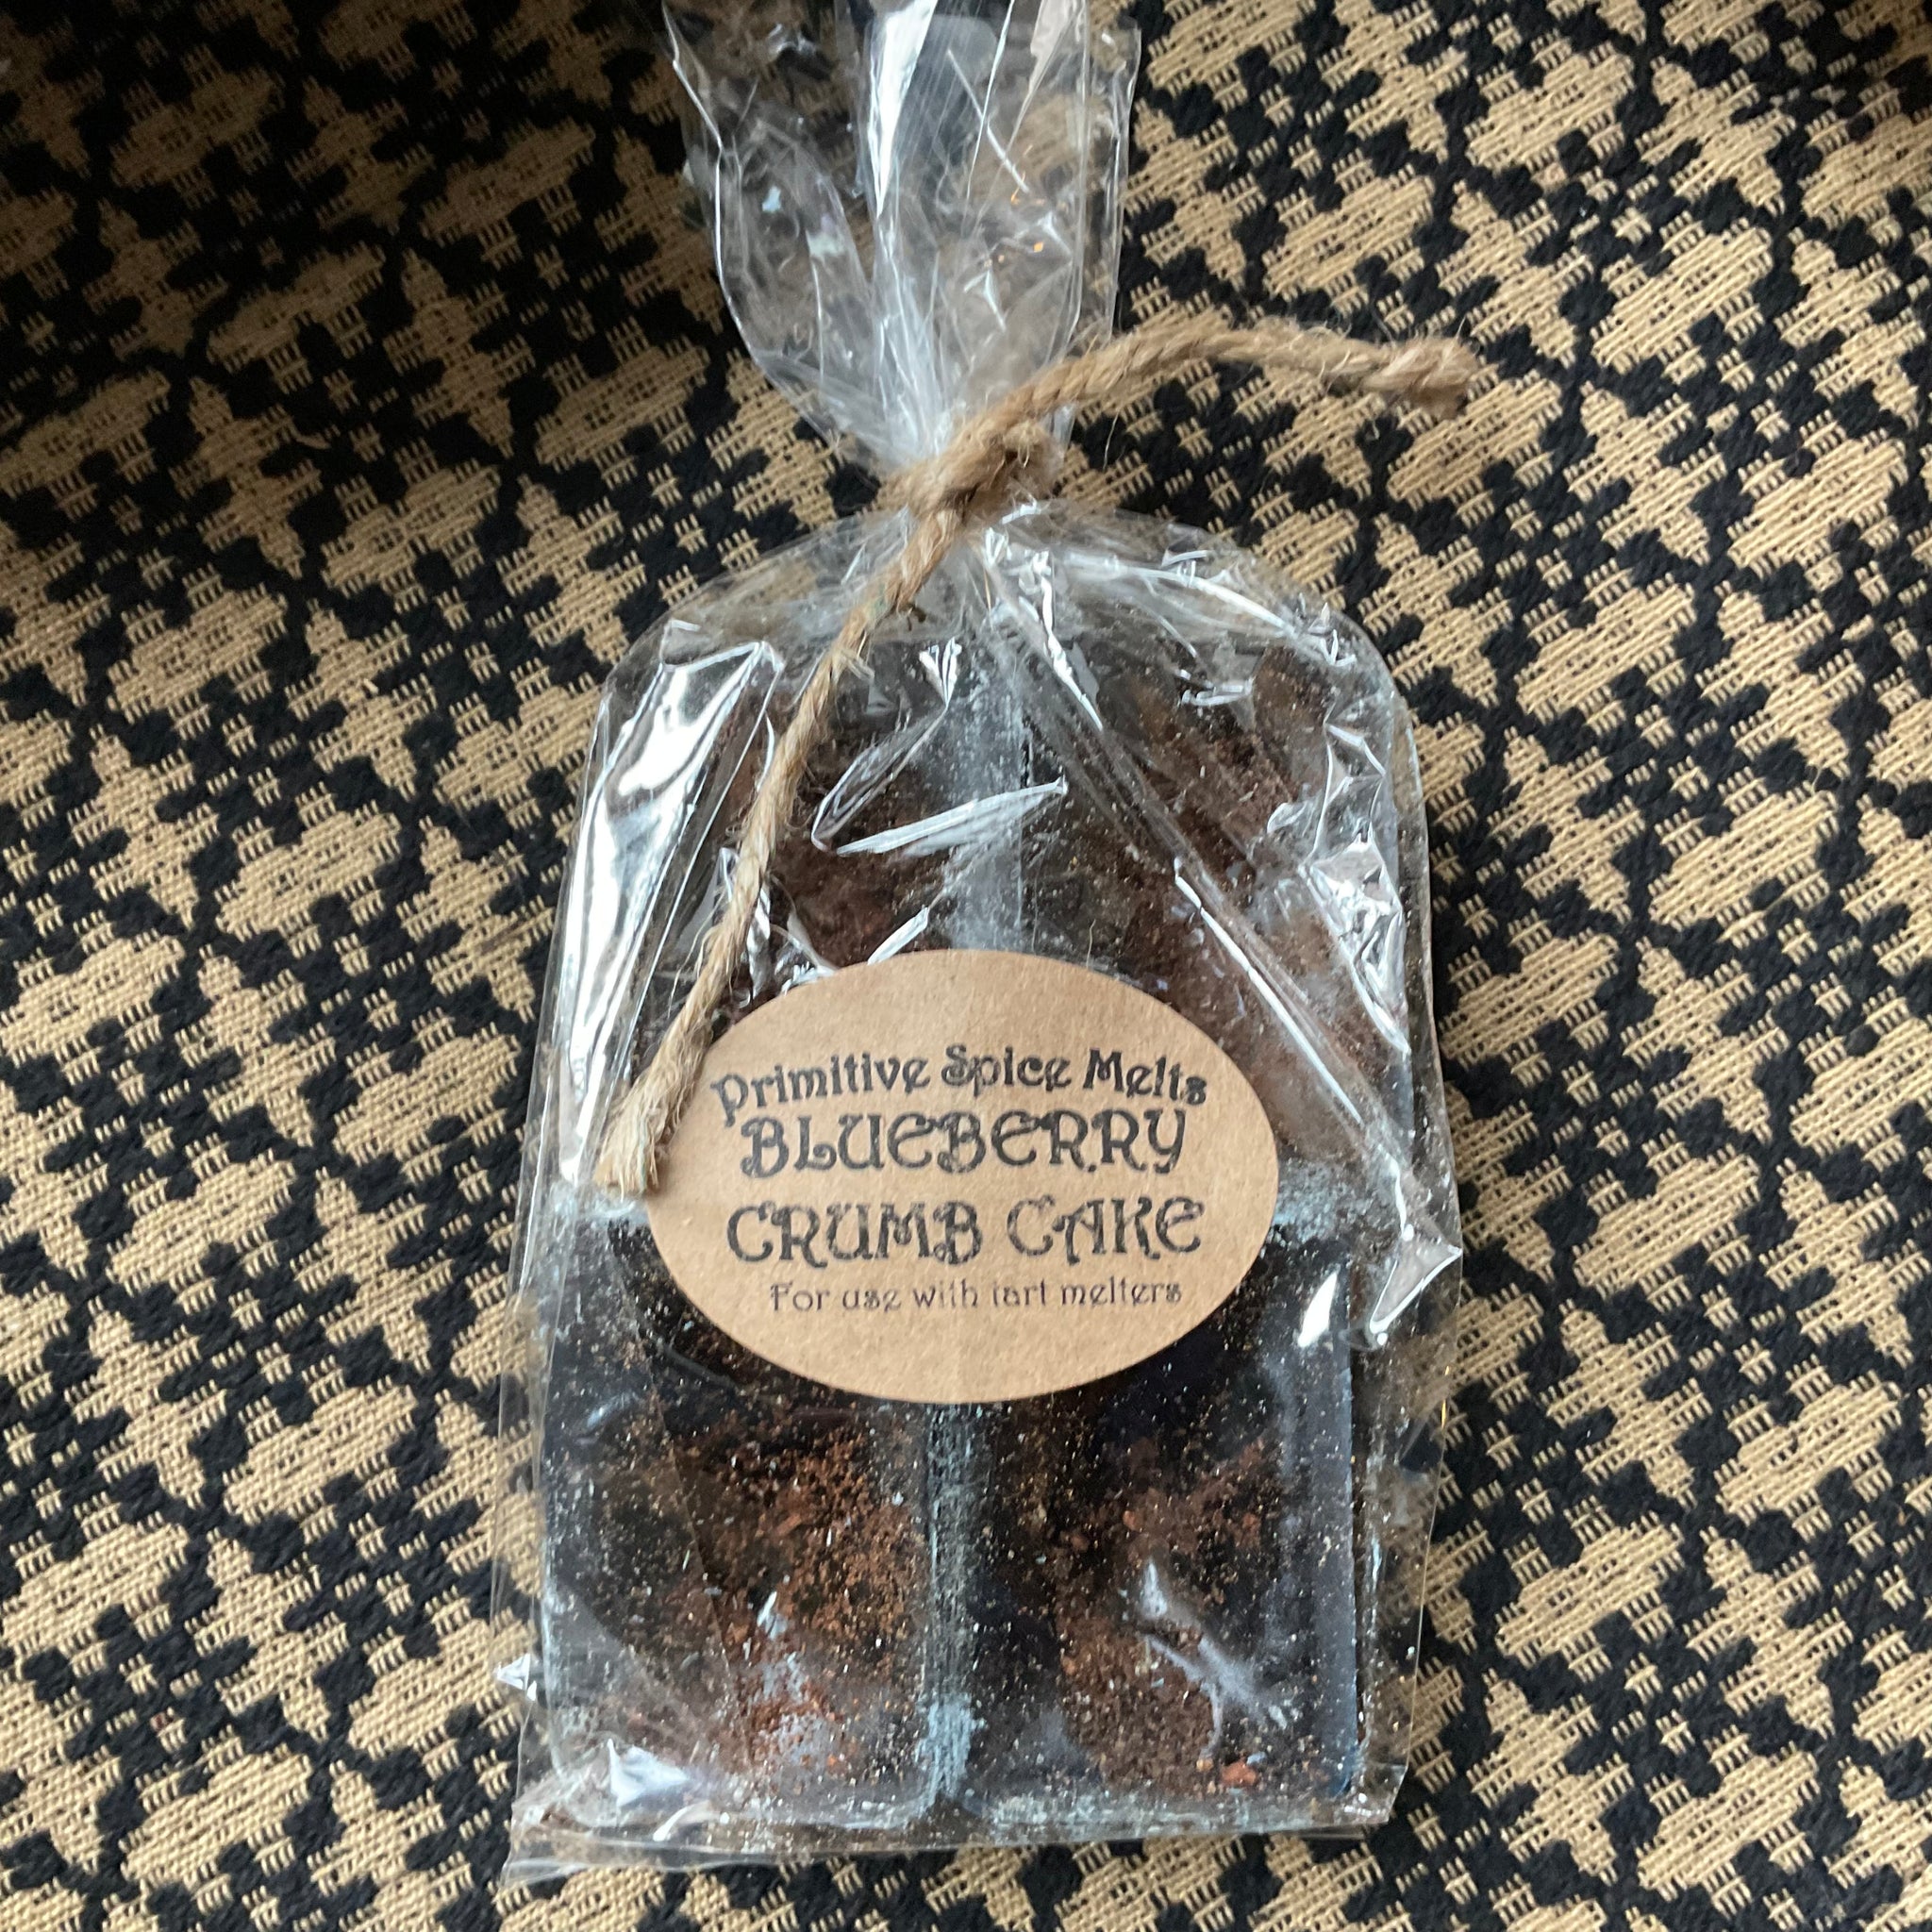 Primitive Spice Melts
BLUEBERRY
CRUMB CAKE
For use with tart melters